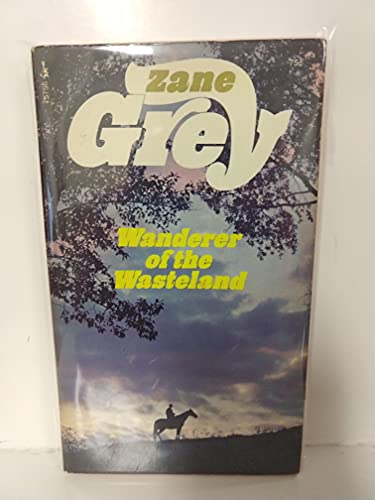 zane
Grey
Wanderer
of the
Wasteland